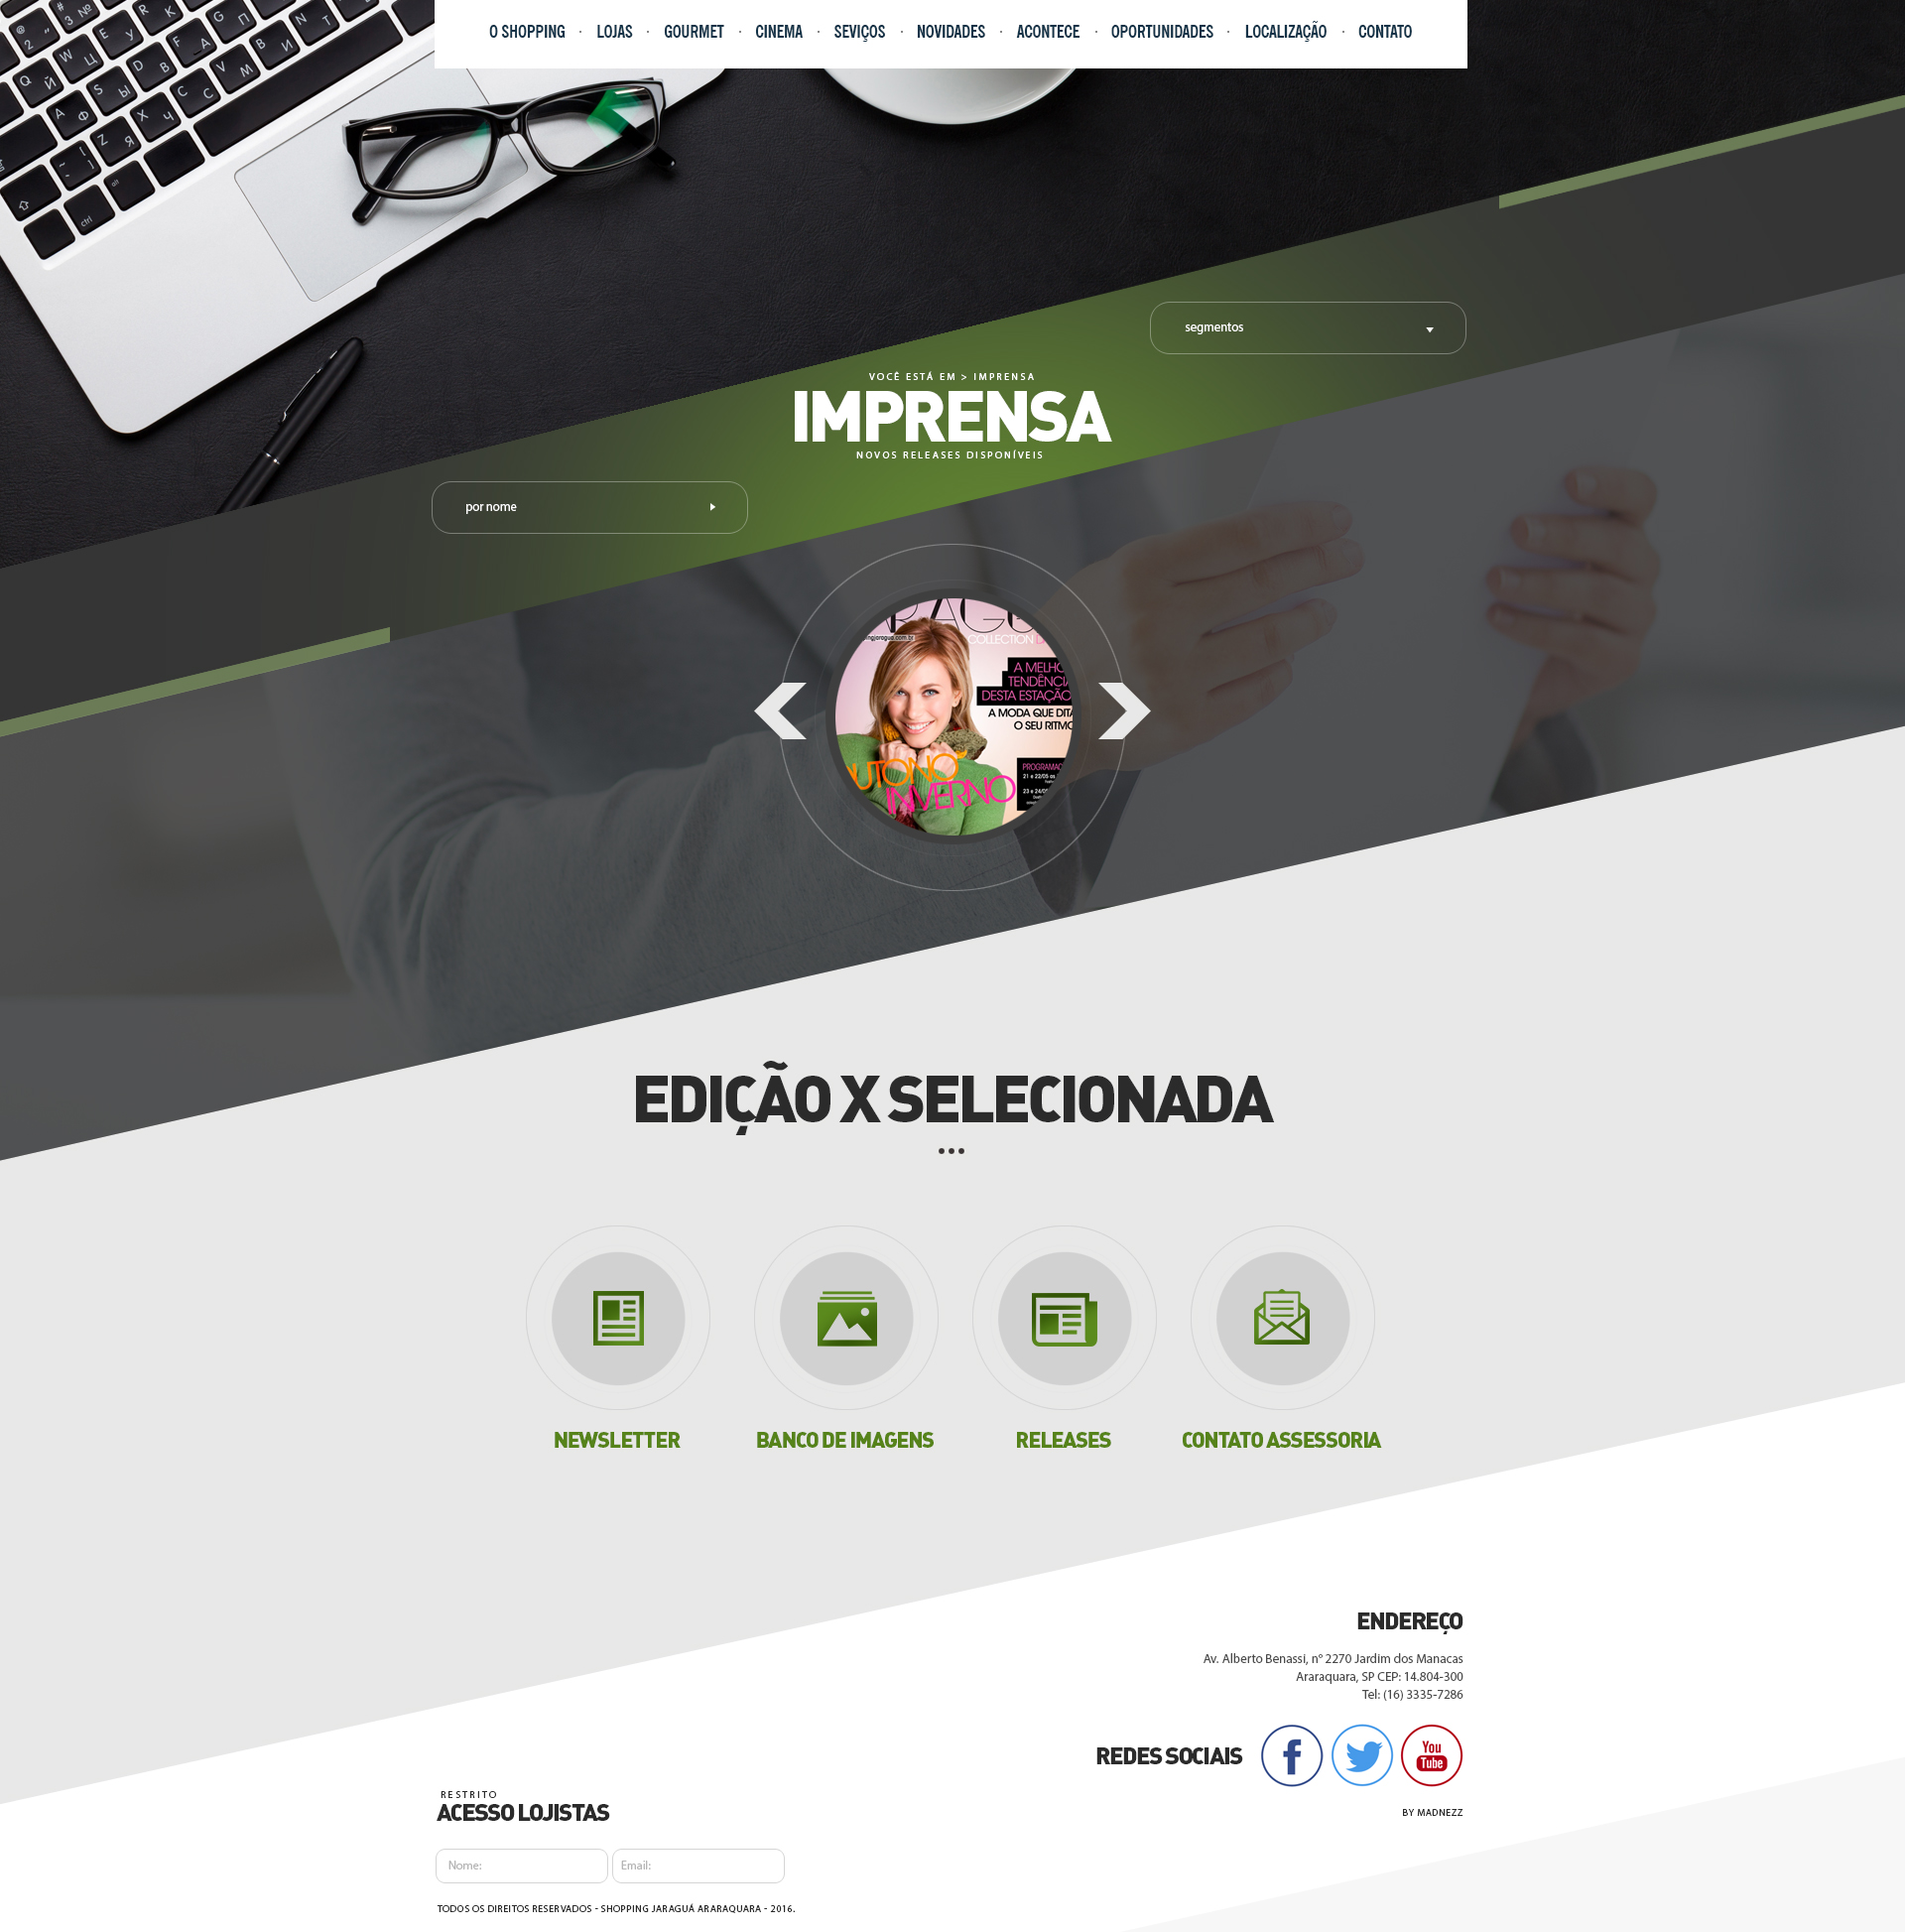 O SHOPPING · LOJAS · GOURMET · CINEMA · SEVIÇOS · NOVIDADES · ACONTECE · OPORTUNIDADES · LOCALIZAÇÃO · CONTATO
segmentos
VOCÊ ESTÁ EM > IMPRENSA
IMPRENSA
NOVOS RELEASES DISPONÍVEIS
por nome
COLLECTION
A MELHO
TENDÊNCIA
DESTA ESTAÇÃO
A MODA QUE DITA
O SEU RITMO
UTONO
INVERNO
EDIÇÃO X SELECIONADA
NEWSLETTER
BANCO DE IMAGENS
RELEASES
CONTATO ASSESSORIA
ENDEREÇO
Av. Alberto Benassi, nº 2270 Jardim dos Manacas
Araraquara, SP CEP: 14.804-300
Tel: (16) 3335-7286
REDES SOCIAIS
You
Tube
RESTRITO
ACESSO LOJISTAS
BY MADNEZZ
Nome:
Email:
TODOS OS DIREITOS RESERVADOS - SHOPPING JARAGUÁ ARARAQUARA - 2016.